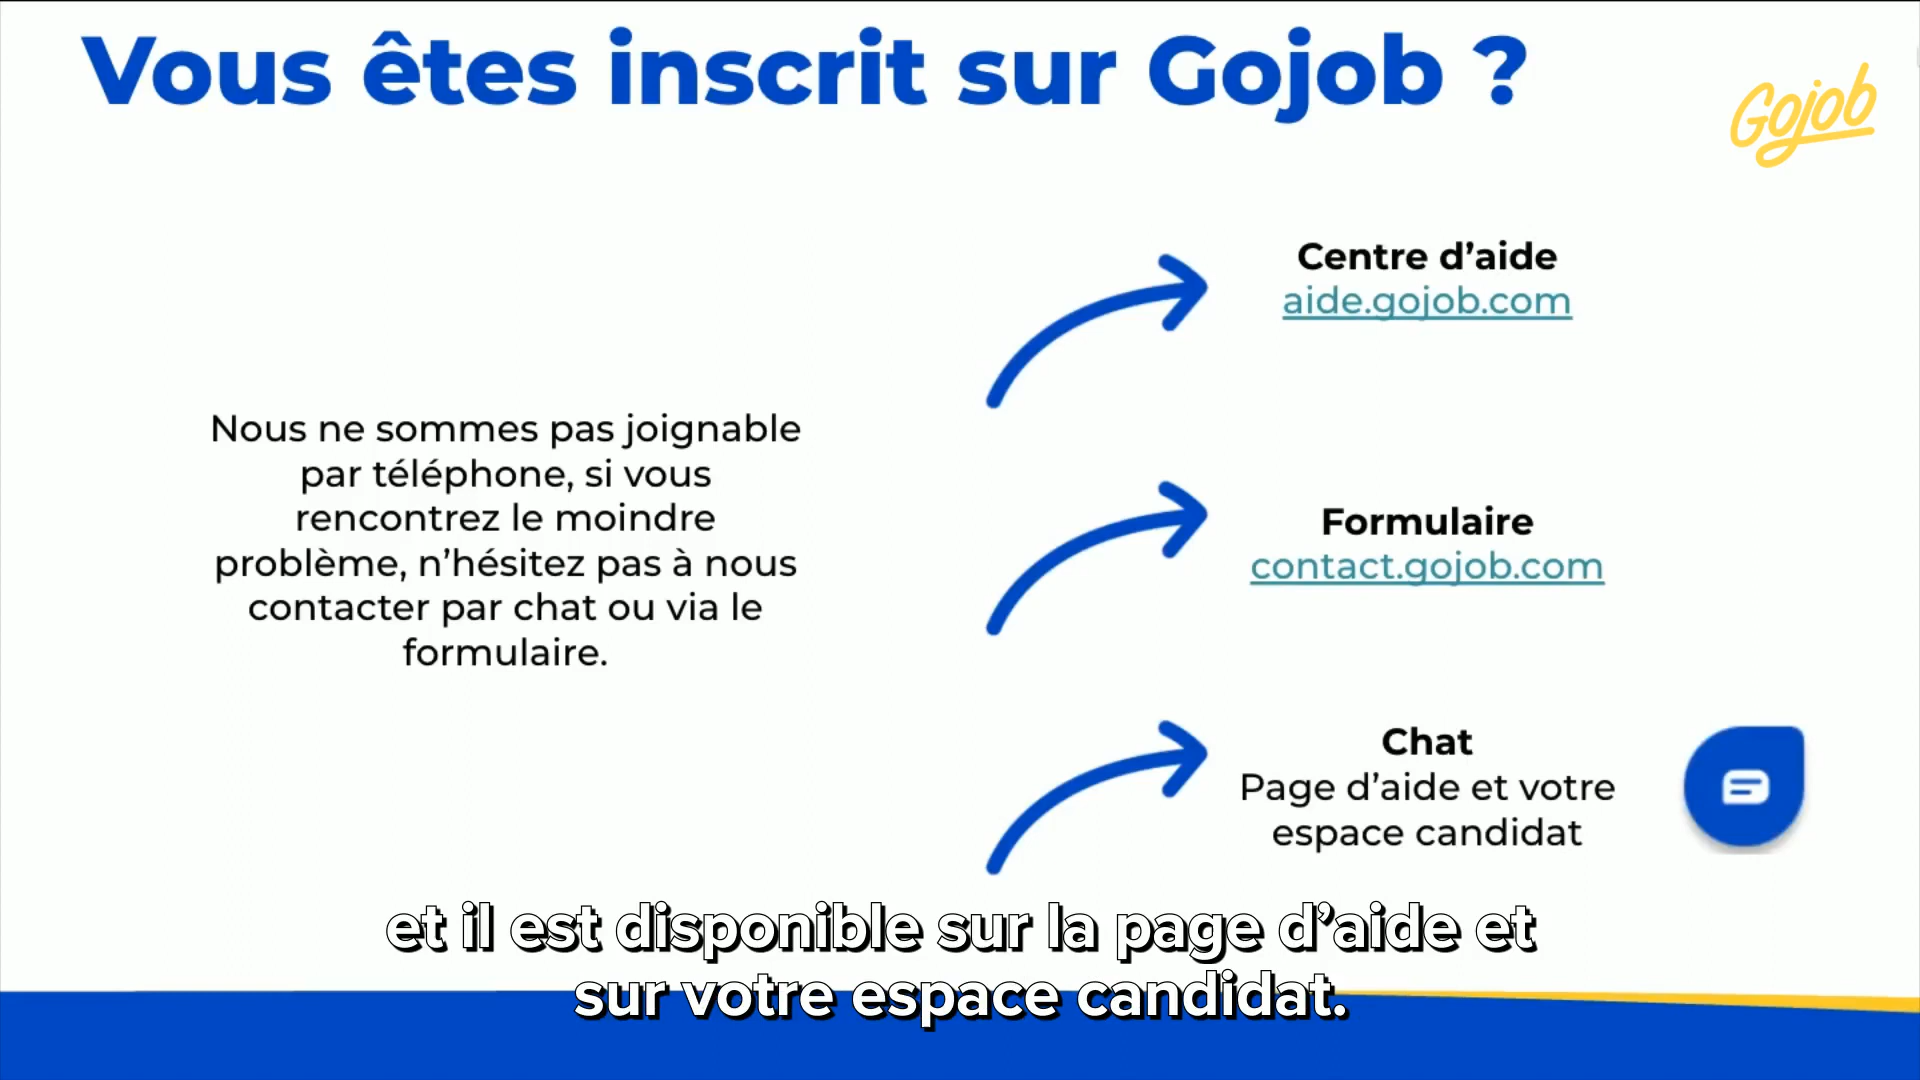 Vous êtes inscrit sur Gojob ?
Gojob
Centre d’aide
aide.gojob.com
Nous ne sommes pas joignable
par téléphone, si vous
rencontrez le moindre
problème, n’hésitez pas à nous
contacter par chat ou via le
formulaire.
Formulaire
contact.gojob.com
Chat
Page d’aide et votre
espace candidat
et il est disponible sur la page d’aide et
sur votre espace candidat.